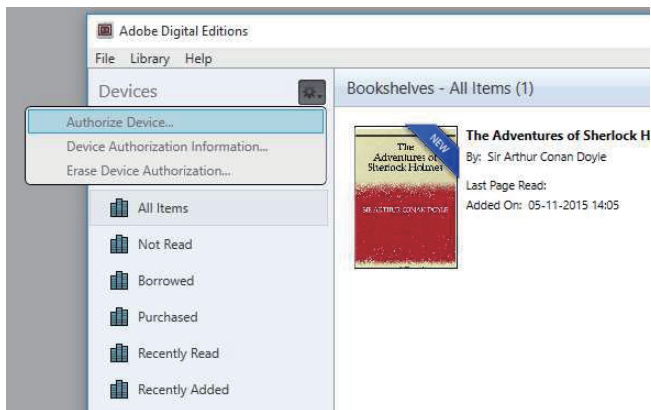 Adobe Digital Editions
File Library Help
Devices
Authorize Device...
Device Authorization Information...
Erase Device Authorization...
All Items
Not Read
Borrowed
Purchased
Recently Read
Recently Added
Bookshelves - All Items (1)
NEW
The
Adventures of
Sherlock Holmes
SIR ARTHUR CONAN DOYLE
The Adventures of Sherlock H
By: Sir Arthur Conan Doyle
Last Page Read:
Added On: 05-11-2015 14:05